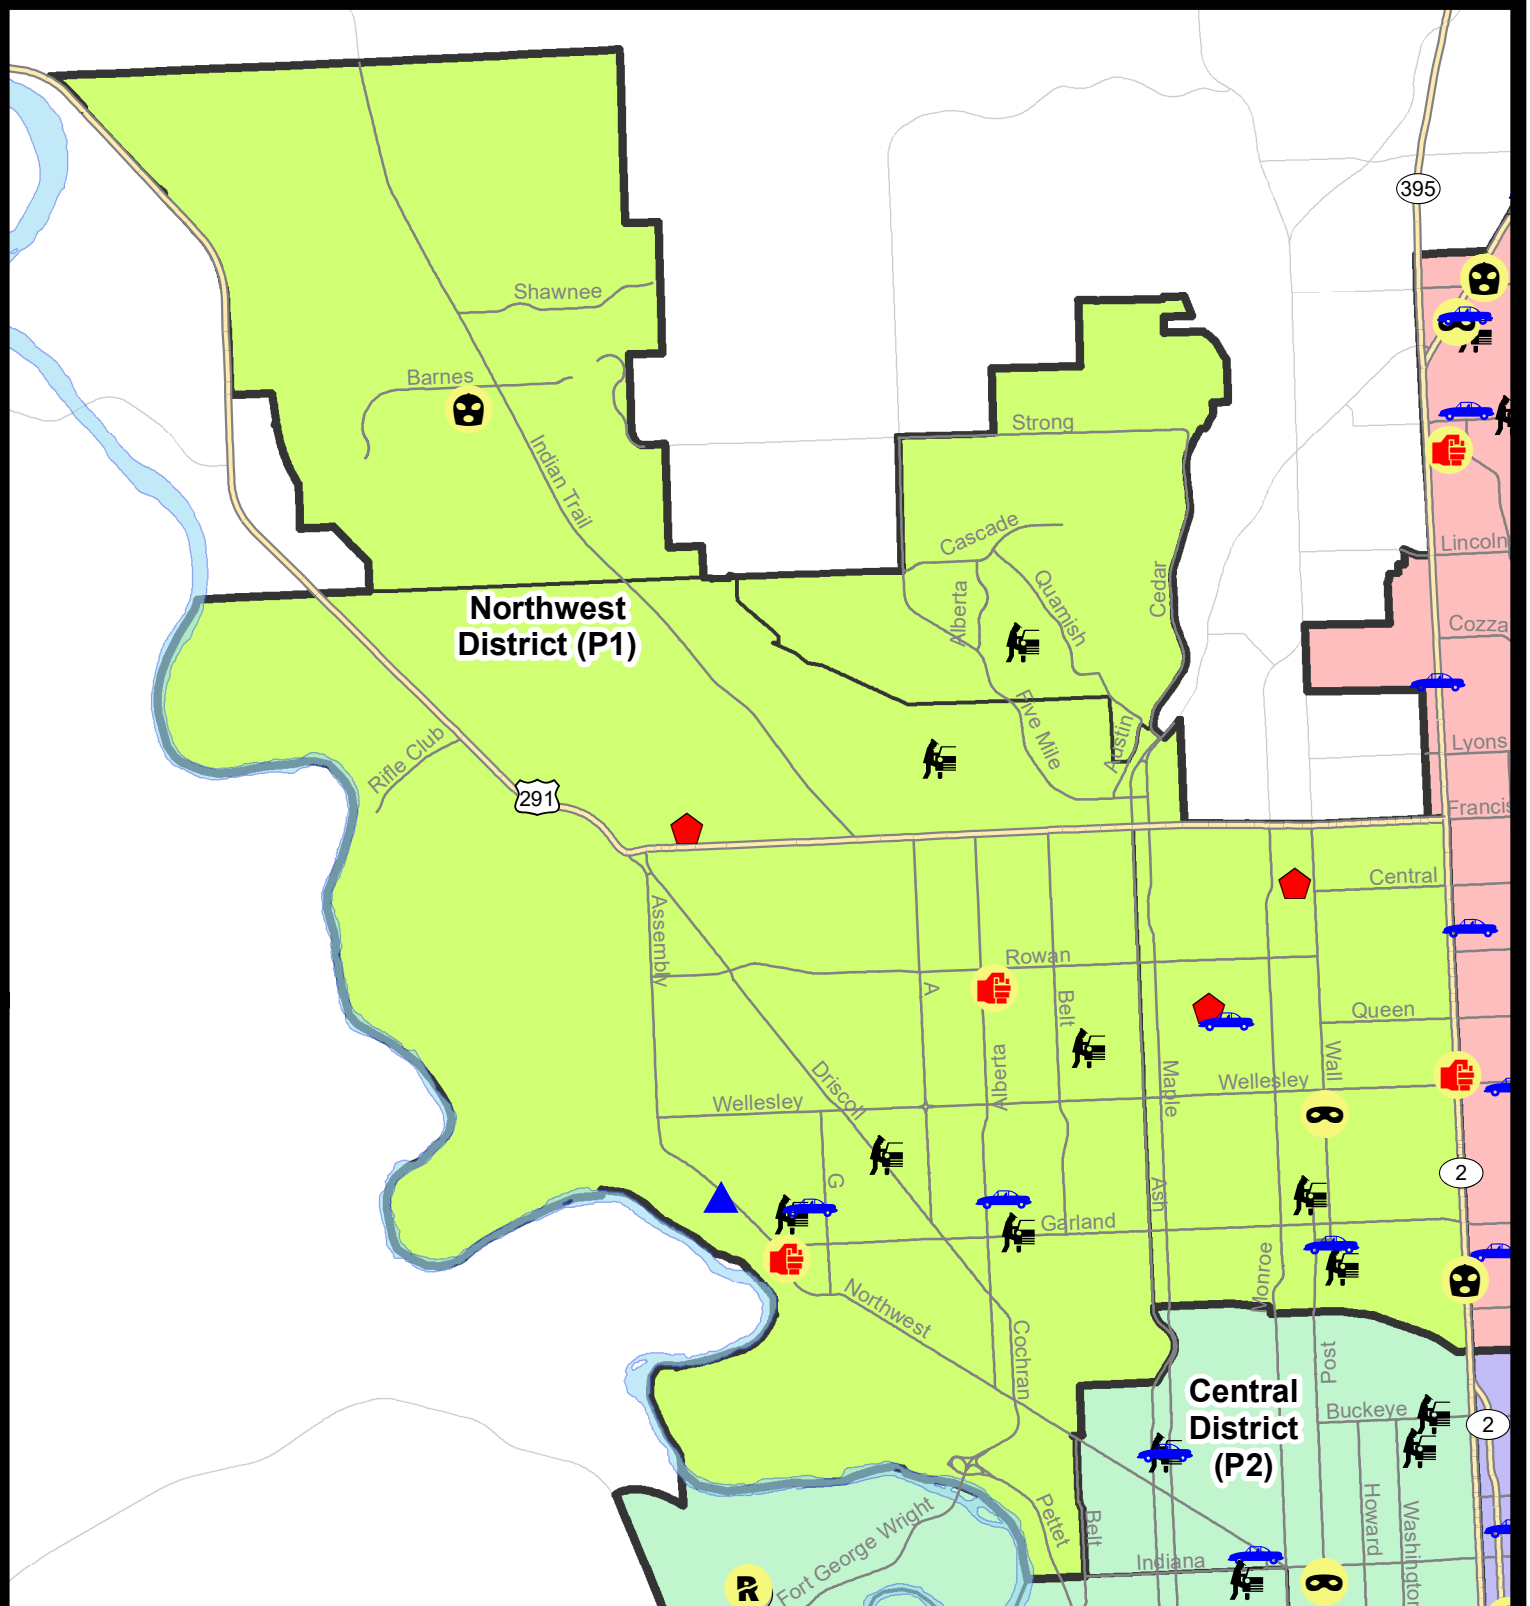 395
Shawnee
Barnes
Strong
Indian Trail
Cascade
Lincoln
Alberta
Quamish
Cedar
Northwest
District (P1)
Cozza
Five Mile
Austin
Lyons
Rifle Club
291
Francis
Central
Assembly
Rowan
A
Belt
Queen
Wall
Alberta
Driscoll
Maple
Wellesley
Wellesley
2
G
Ash
Garland
Monroe
Northwest
Cochran
Post
Central
District
(P2)
Buckeye
2
Pettet
Belt
Howard
Washington
Fort George Wright
Indiana
R